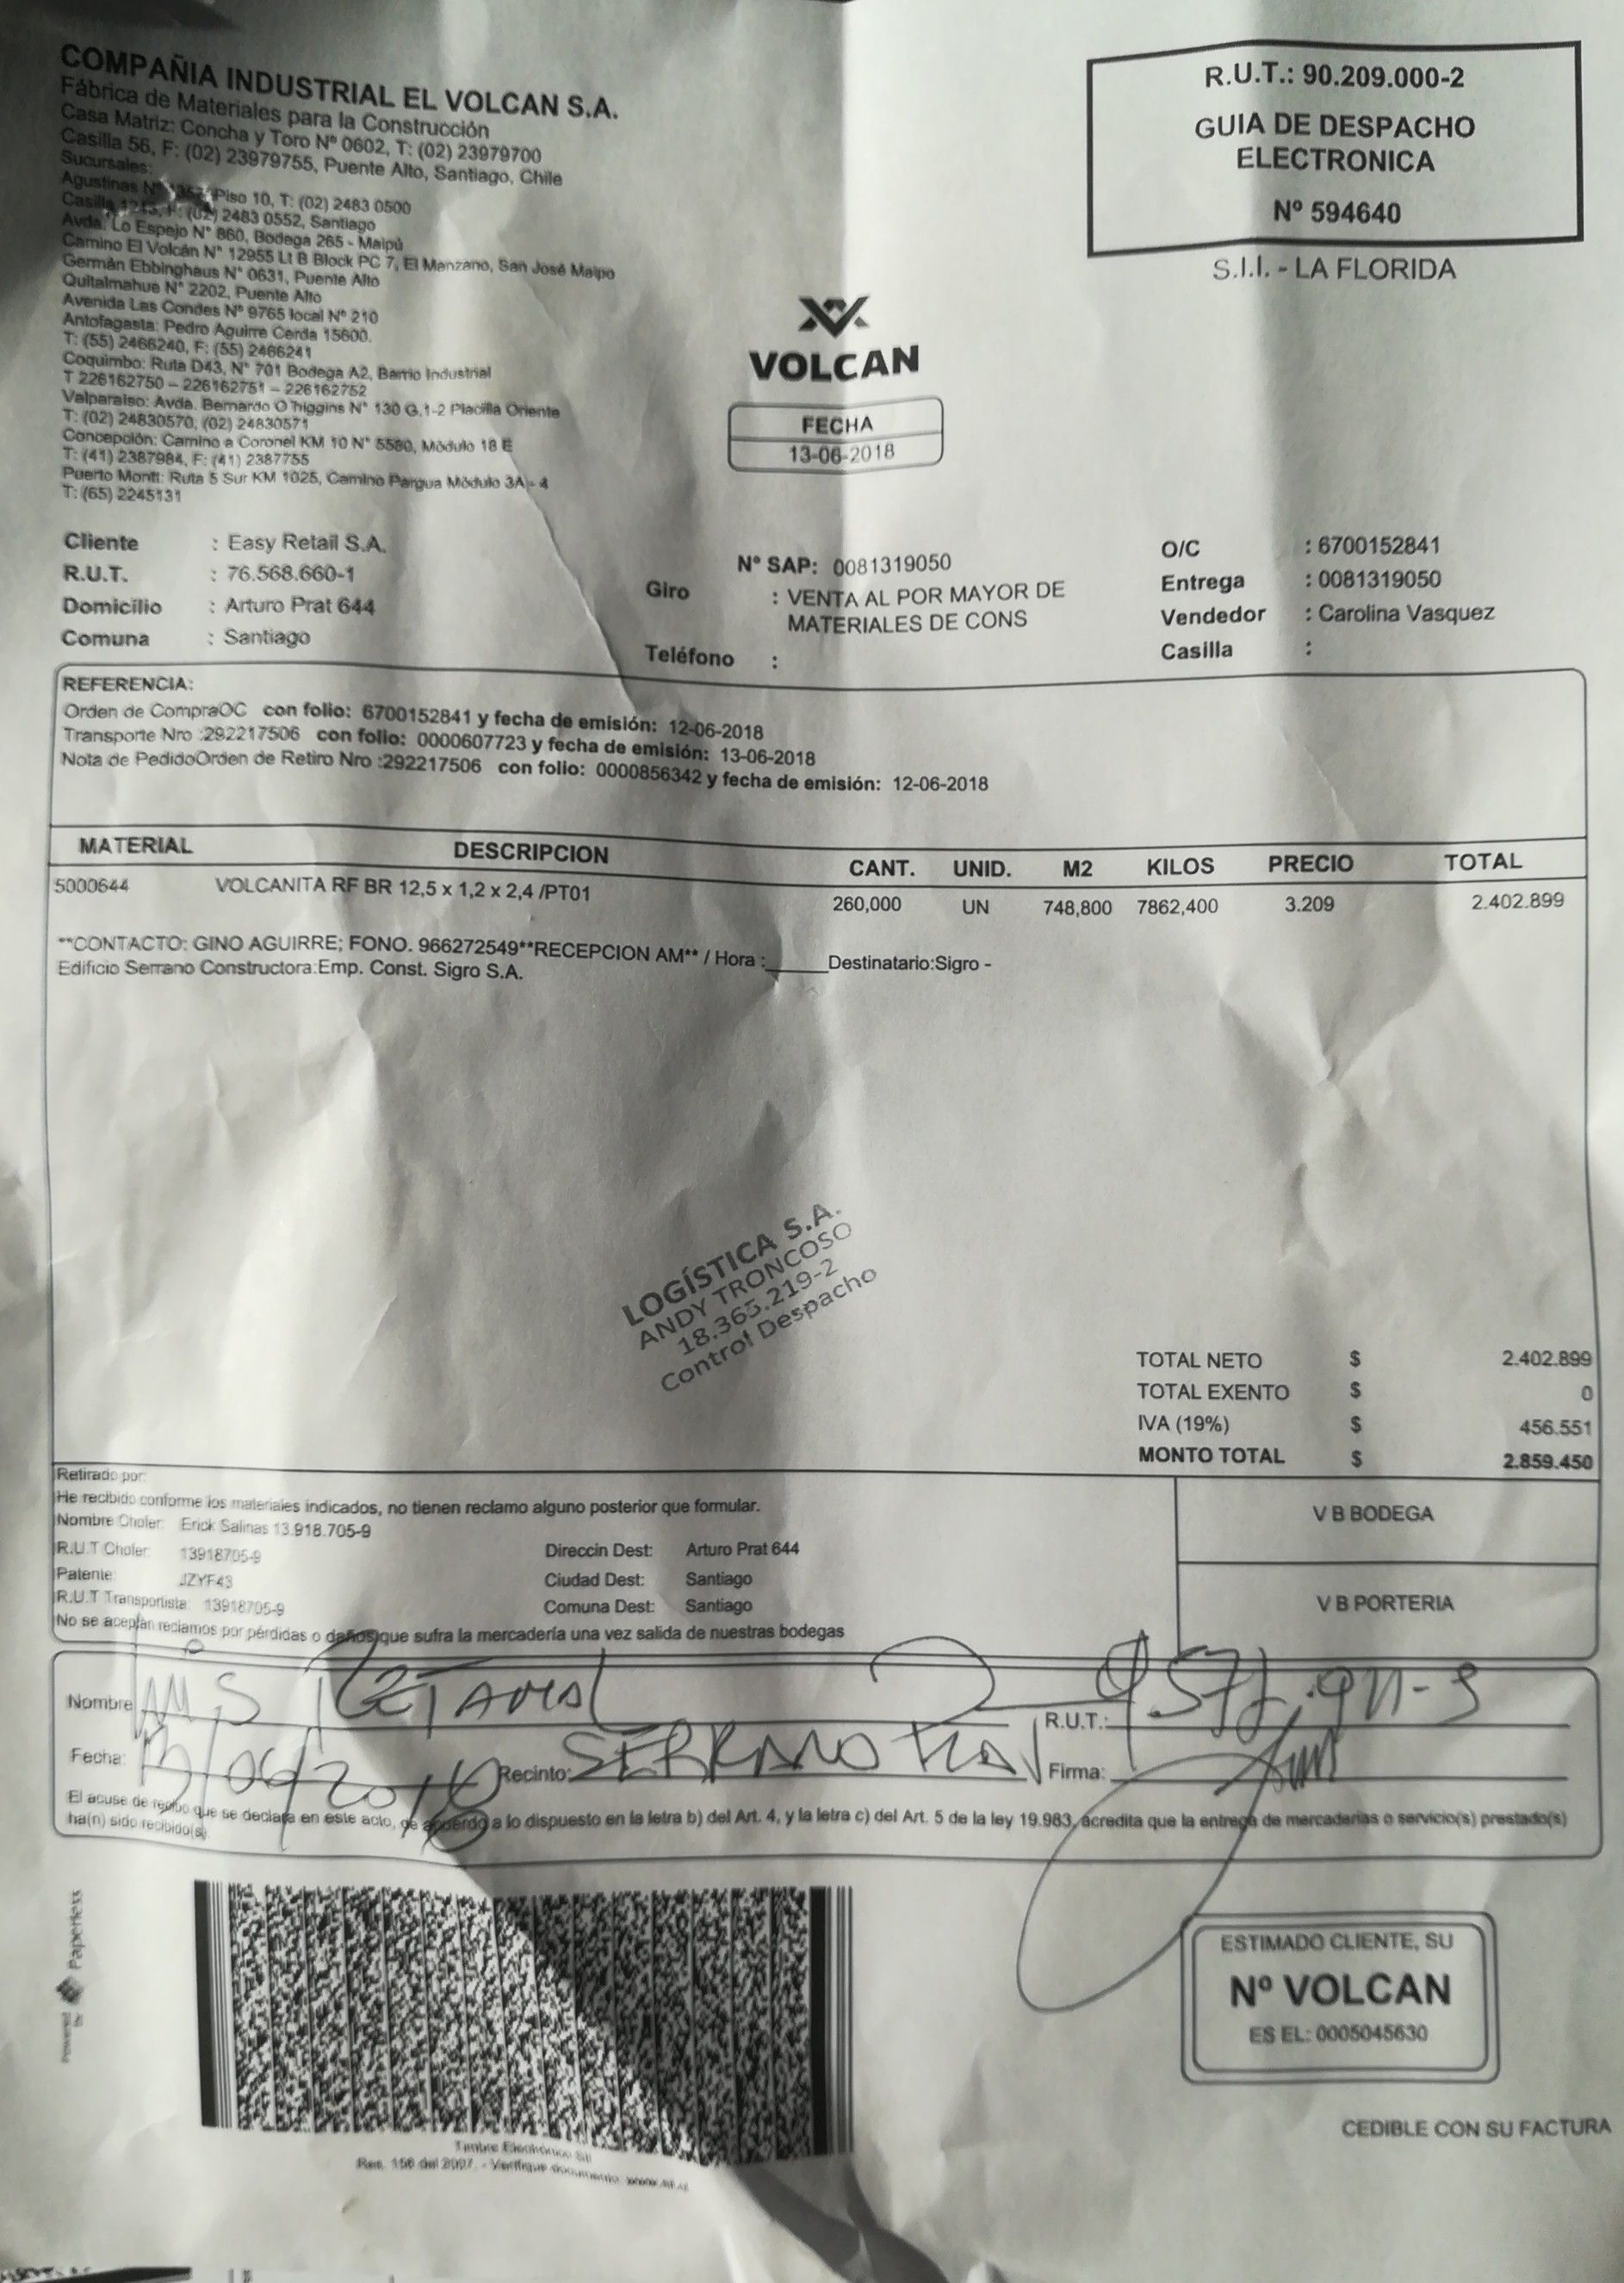 COMPAÑIA INDUSTRIAL EL VOLCAN S.A.
Fábrica de Materiales para la Construcción
Casa Matriz: Concha y Toro Nº 0602, T: (02) 23979700
Casilla 56, F: (02) 23979755, Puente Alto, Santiago, Chile
Sucursales:
Agustinas Nº 1357, Piso 10, T: (02) 2483 0500
Casilla 1245, F: (02) 2483 0552, Santiago
Avda. Lo Espejo N° 860, Bodega 265 - Maipú
Camino El Volcán N° 12955 Lt B Block PC 7, El Manzano, San José Maipo
Germán Ebbinghaus N° 0631, Puente Alto
Quitalmahue N° 2202, Puente Alto
Avenida Las Condes Nº 9765 local Nº 210
Antofagasta: Pedro Aguirre Cerda 15600.
T: (55) 2466240, F: (55) 2466241
Coquimbo: Ruta D43, N° 701 Bodega A2, Barrio Industrial
T 226162750 – 226162751 – 226162752
Valparaiso: Avda. Bernardo O´higgins N° 130 G.1-2 Placilla Oriente
T: (02) 24830570, (02) 24830571
Concepción: Camino a Coronel KM 10 N° 5580, Módulo 18 E
T: (41) 2387984, F: (41) 2387755
Puerto Montt: Ruta 5 Sur KM 1025, Camino Pargua Módulo 3A - 4
T: (65) 2245131
R.U.T.: 90.209.000-2
GUIA DE DESPACHO
ELECTRONICA
Nº 594640
S.I.I. - LA FLORIDA
VOLCAN
FECHA
13-06-2018
Cliente : Easy Retail S.A.
R.U.T. : 76.568.660-1
Domicilio : Arturo Prat 644
Comuna : Santiago
Nº SAP: 0081319050
Giro : VENTA AL POR MAYOR DE
MATERIALES DE CONS
Teléfono :
O/C : 6700152841
Entrega : 0081319050
Vendedor : Carolina Vasquez
Casilla :
REFERENCIA:
Orden de CompraOC con folio: 6700152841 y fecha de emisión: 12-06-2018
Transporte Nro :292217506 con folio: 0000607723 y fecha de emisión: 13-06-2018
Nota de PedidoOrden de Retiro Nro :292217506 con folio: 0000856342 y fecha de emisión: 12-06-2018
MATERIAL DESCRIPCION CANT. UNID. M2 KILOS PRECIO TOTAL
5000644 VOLCANITA RF BR 12,5 x 1,2 x 2,4 /PT01 260,000 UN 748,800 7862,400 3.209 2.402.899
**CONTACTO: GINO AGUIRRE; FONO. 966272549**RECEPCION AM** / Hora :_____Destinatario:Sigro -
Edificio Serrano Constructora:Emp. Const. Sigro S.A.
LOGÍSTICA S.A.
ANDY TRONCOSO
18.365.219-2
Control Despacho
TOTAL NETO $ 2.402.899
TOTAL EXENTO $ 0
IVA (19%) $ 456.551
MONTO TOTAL $ 2.859.450
Retirado por:
He recibido conforme los materiales indicados, no tienen reclamo alguno posterior que formular.
Nombre Chofer: Erick Salinas 13.918.705-9
R.U.T Chofer: 13918705-9
Patente: JZYF43
R.U.T Transportista: 13918705-9
Direccin Dest: Arturo Prat 644
Ciudad Dest: Santiago
Comuna Dest: Santiago
No se aceptan reclamos por pérdidas o daños que sufra la mercadería una vez salida de nuestras bodegas
V B BODEGA
V B PORTERIA
Nombre
R.U.T.:
Fecha: 13/06/2018 Recinto: SERRANO Firma:
El acuse de recibo que se declara en este acto, de acuerdo a lo dispuesto en la letra b) del Art. 4, y la letra c) del Art. 5 de la ley 19.983, acredita que la entrega de mercaderias o servicio(s) prestado(s)
ha(n) sido recibido(s).
Powered by Paperless
Timbre Electrónico SII
Res. 156 del 2007. - Verifique documento: www.sii.cl
ESTIMADO CLIENTE, SU
Nº VOLCAN
ES EL: 0005045630
CEDIBLE CON SU FACTURA